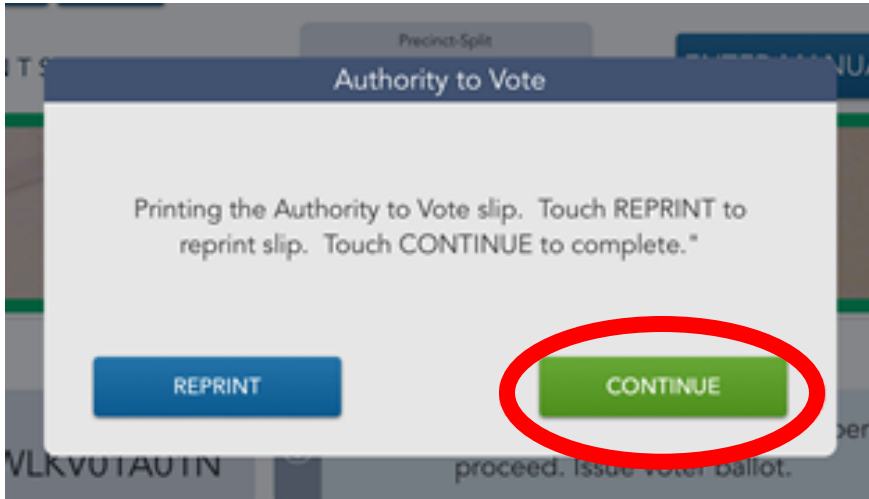 Precinct-Split
Authority to Vote
Printing the Authority to Vote slip. Touch REPRINT to
reprint slip. Touch CONTINUE to complete."
REPRINT
CONTINUE
proceed. Issue voter ballot.